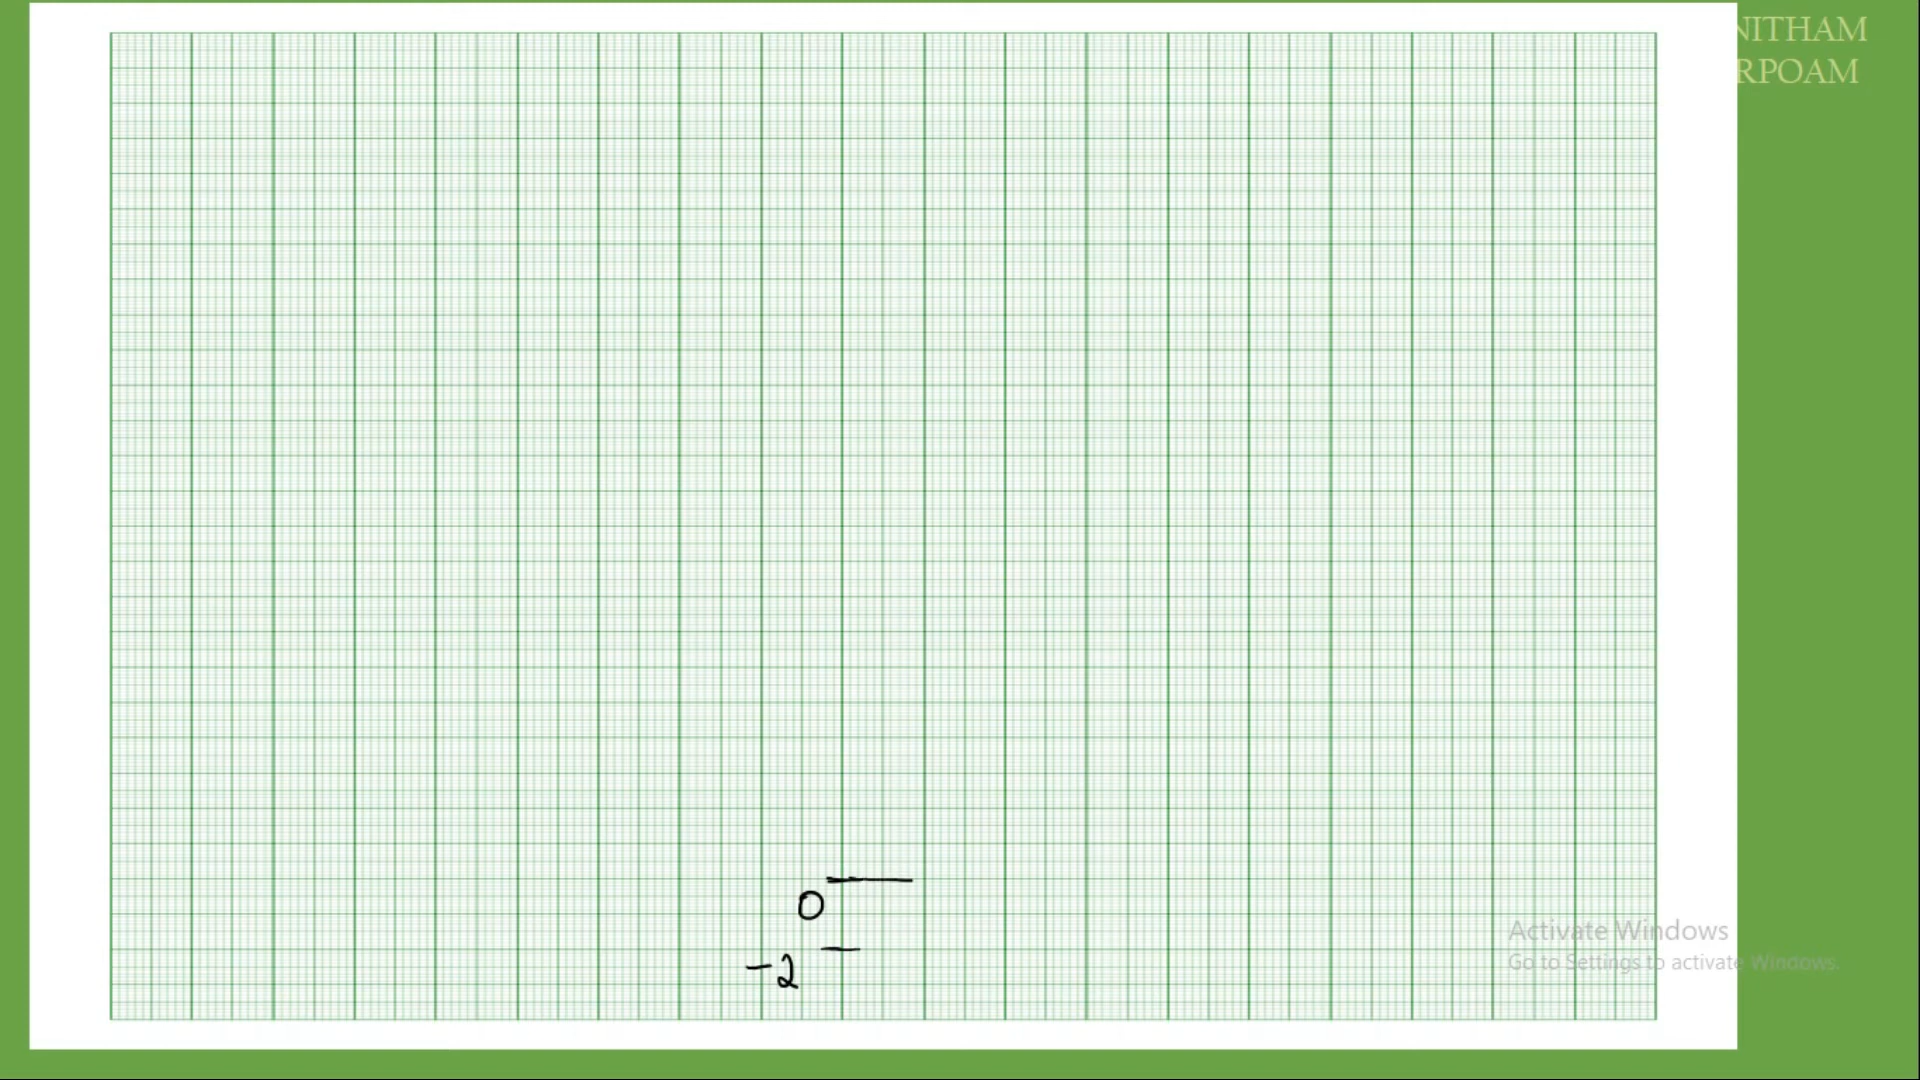 NITHAM
RPOAM
0
-2
Activate Windows
Go to Settings to activate Windows.